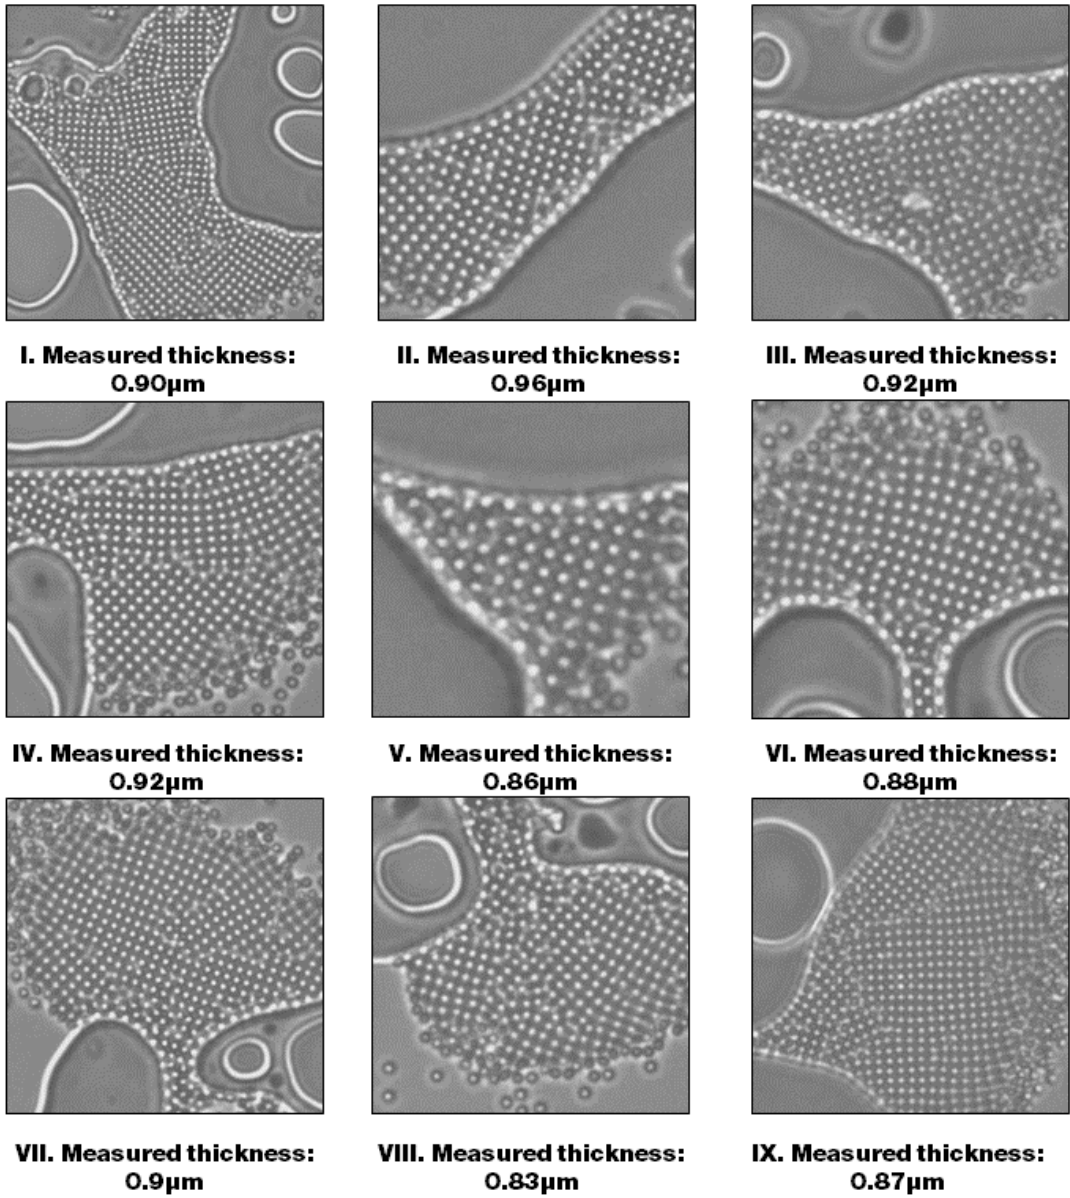 I. Measured thickness:
0.90µm
II. Measured thickness:
0.96µm
III. Measured thickness:
0.92µm
IV. Measured thickness:
0.92µm
V. Measured thickness:
0.86µm
VI. Measured thickness:
0.88µm
VII. Measured thickness:
0.9µm
VIII. Measured thickness:
0.83µm
IX. Measured thickness:
0.87µm